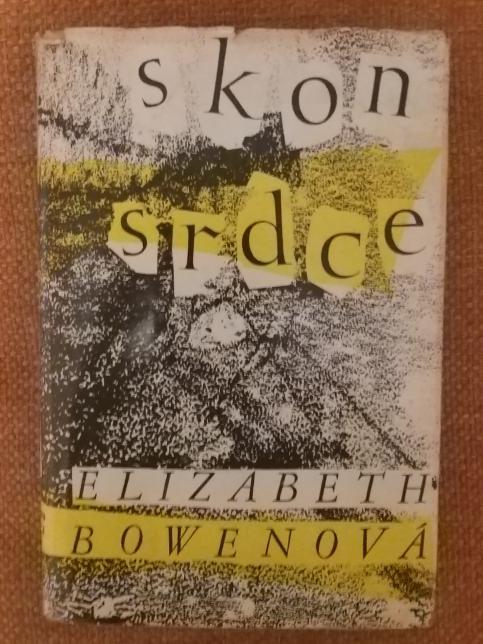 skon
srdce
ELIZABETH
BOWENOVÁ